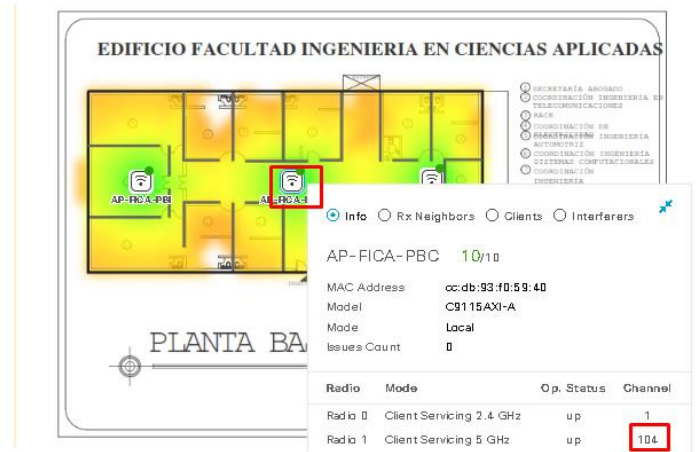 EDIFICIO FACULTAD INGENIERIA EN CIENCIAS APLICADAS
SECRETARÍA ABOGADO
COORDINACIÓN INGENIERÍA EN
TELECOMUNICACIONES
RACK
COORDINACIÓN DE
COORDINACIÓN INGENIERÍA
AUTOMOTRIZ
COORDINACIÓN INGENIERÍA
SISTEMAS COMPUTACIONALES
COORDINACIÓN
INGENIERIA
AP-FICA-PBI
AP-FICA-
Info Rx Neighbors Clients Interferers
AP-FICA-PBC 10/10
MAC Address cc:db:93:f0:59:40
Model C9115AXI-A
Mode Local
Issues Count 0
PLANTA BA
Radio Mode Op. Status Channel
Radio 0 Client Servicing 2.4 GHz up 1
Radio 1 Client Servicing 5 GHz up 104